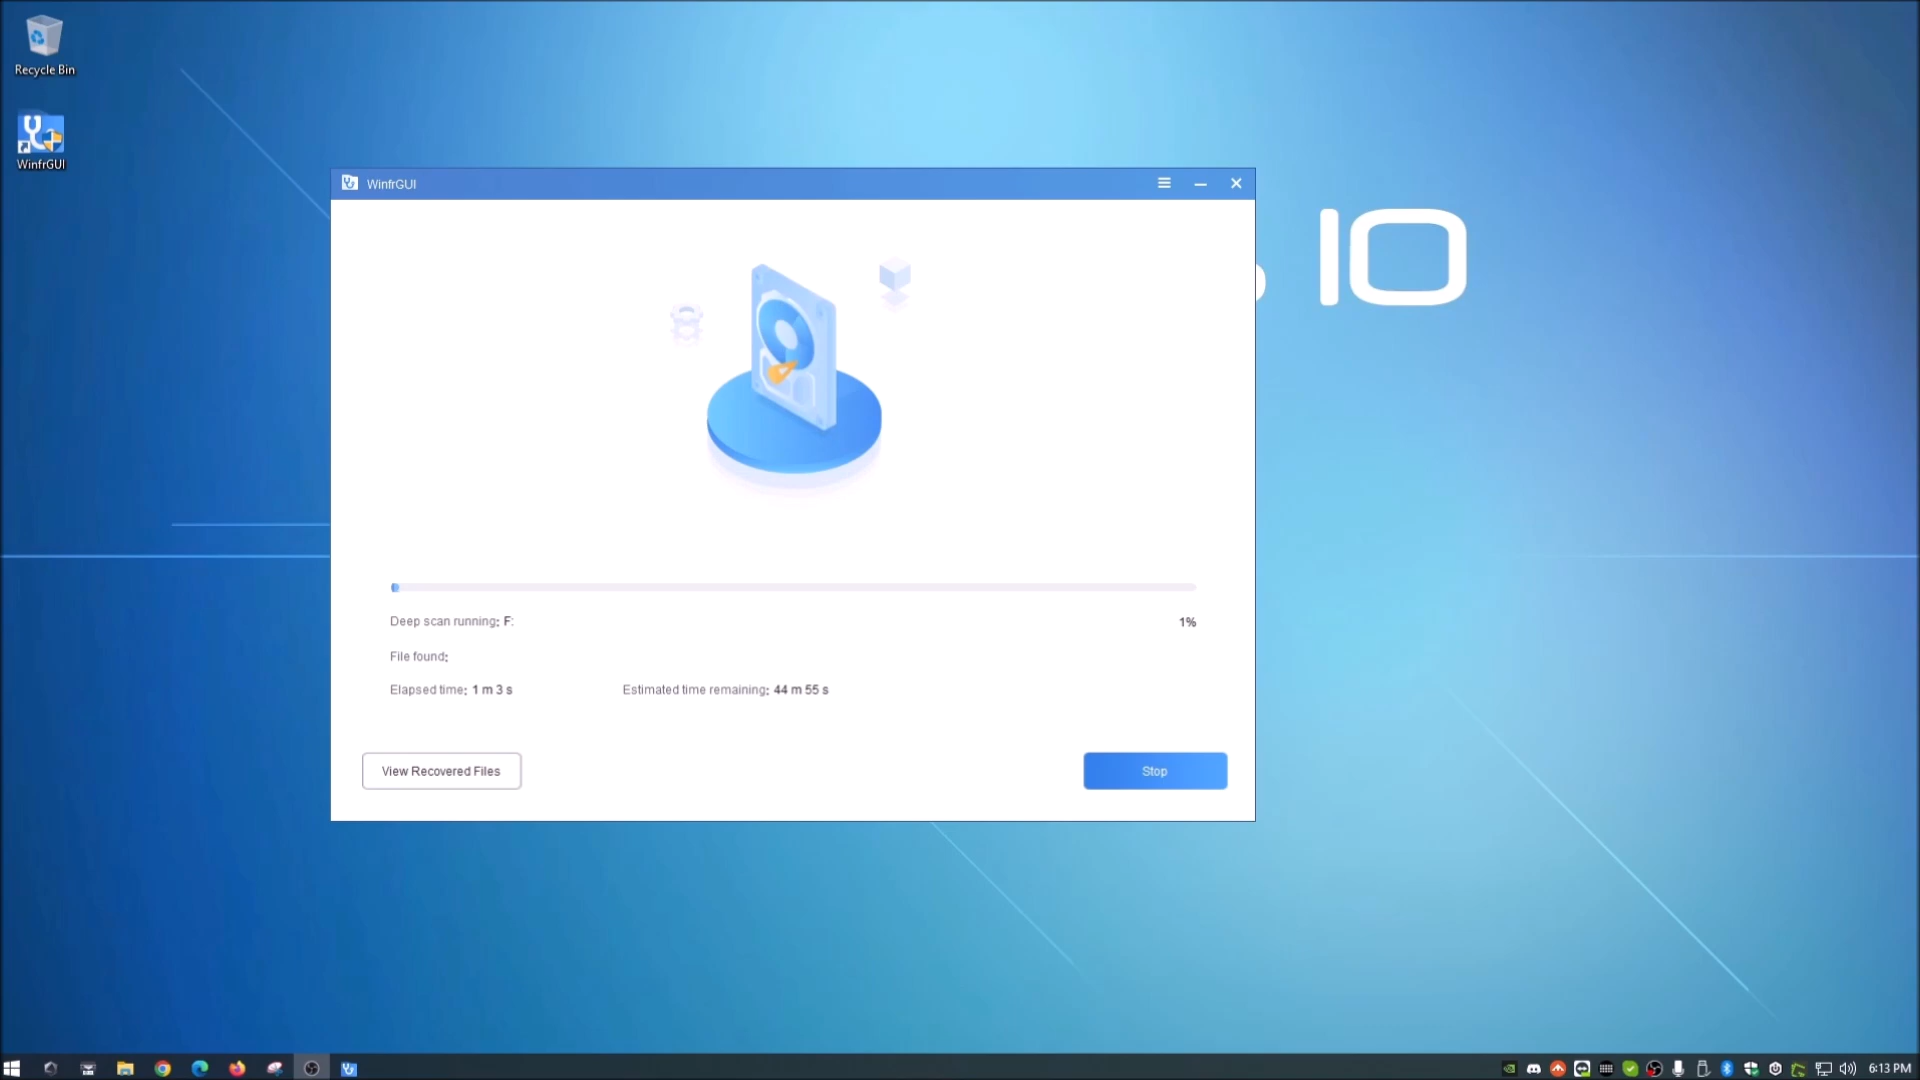 Recycle Bin
WinfrGUI
WinfrGUI
10
Deep scan running: F:
1%
File found:
Elapsed time: 1 m 3 s
Estimated time remaining: 44 m 55 s
View Recovered Files
Stop
6:13 PM